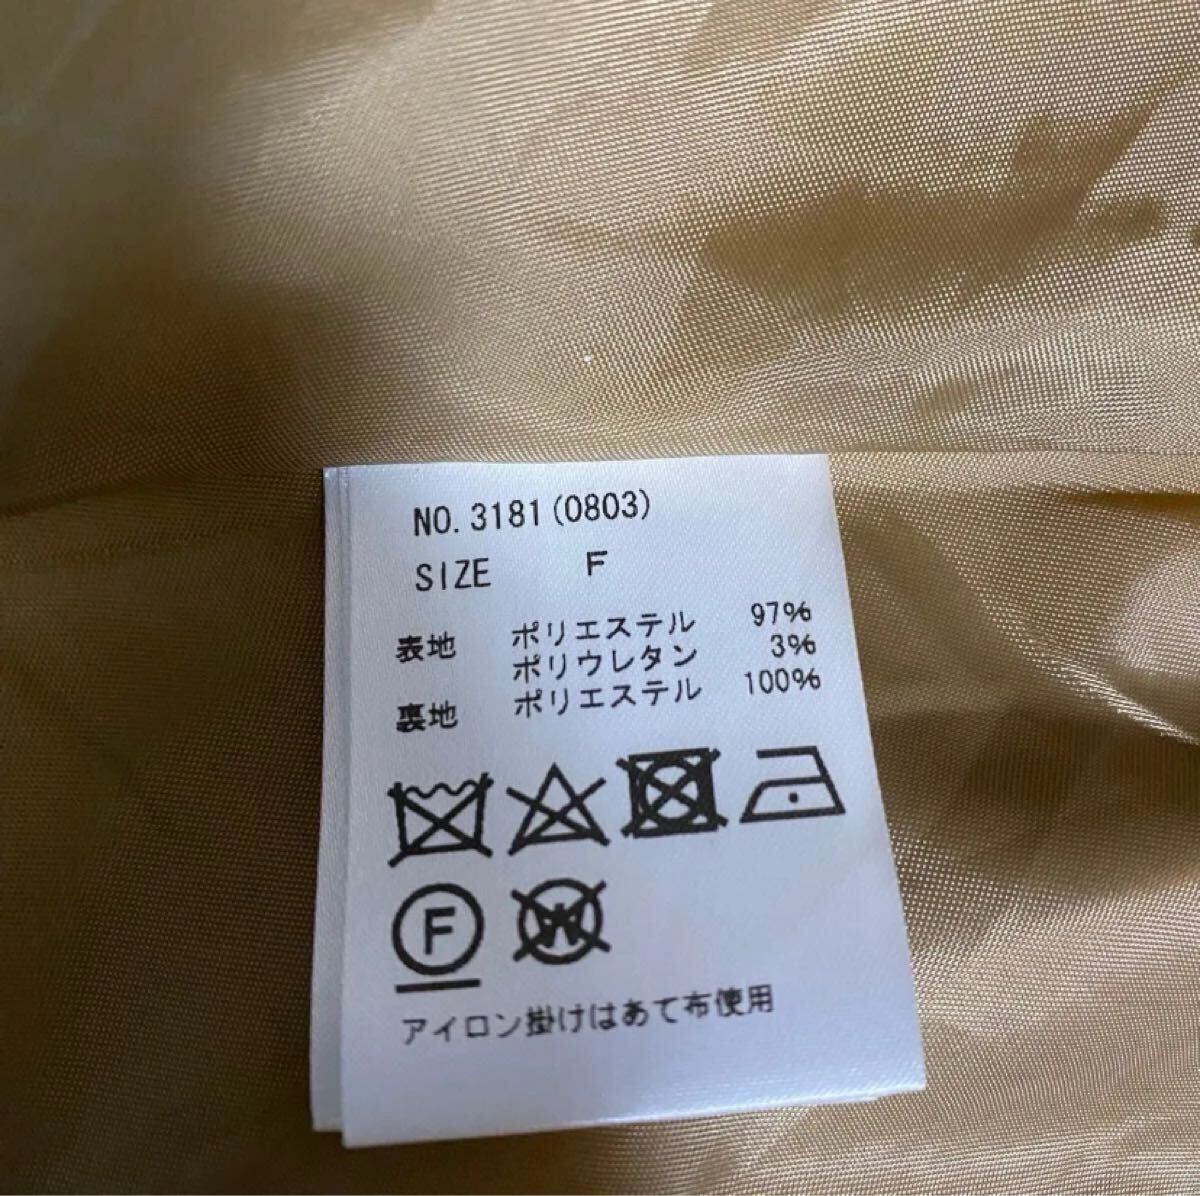 NO. 3181 (0803)
SIZE F
表地 ポリエステル 97%
ポリウレタン 3%
裏地 ポリエステル 100%
F W
アイロン掛けはあて布使用